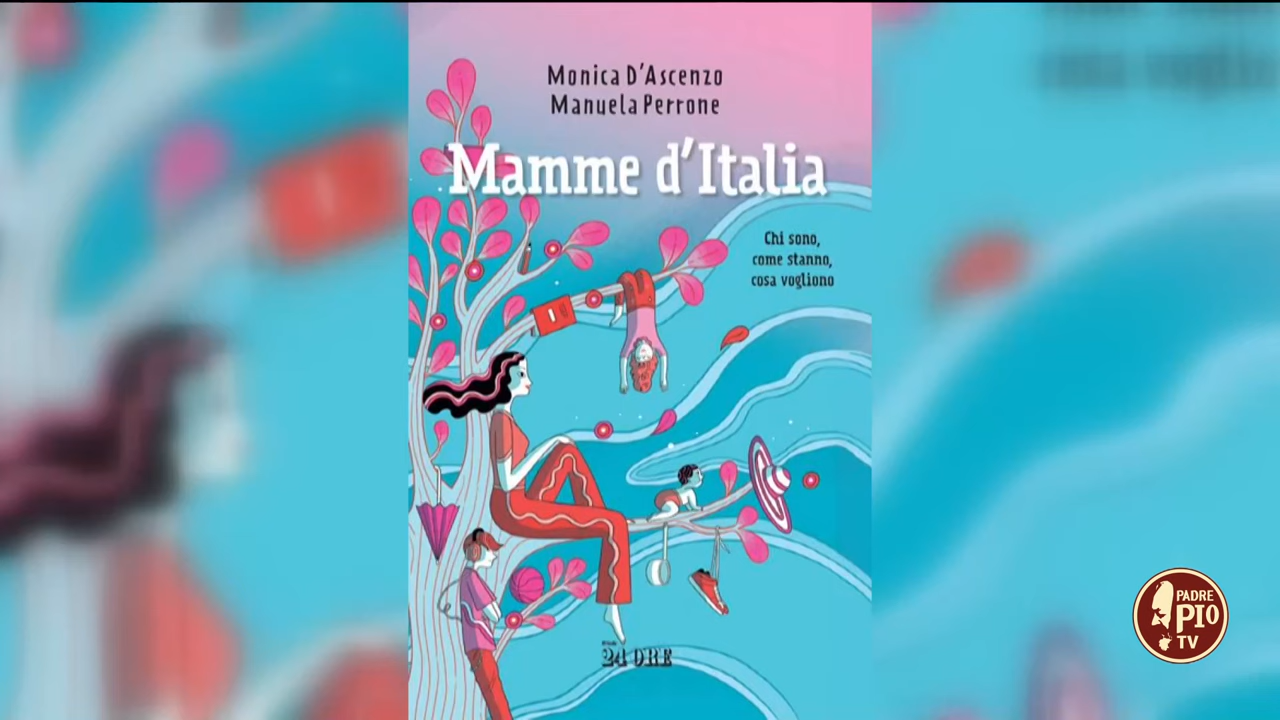 Monica D'Ascenzo
Manuela Perrone
Mamme d'Italia
Chi sono,
come stanno,
cosa vogliono
24 ORE
PADRE
PIO
TV